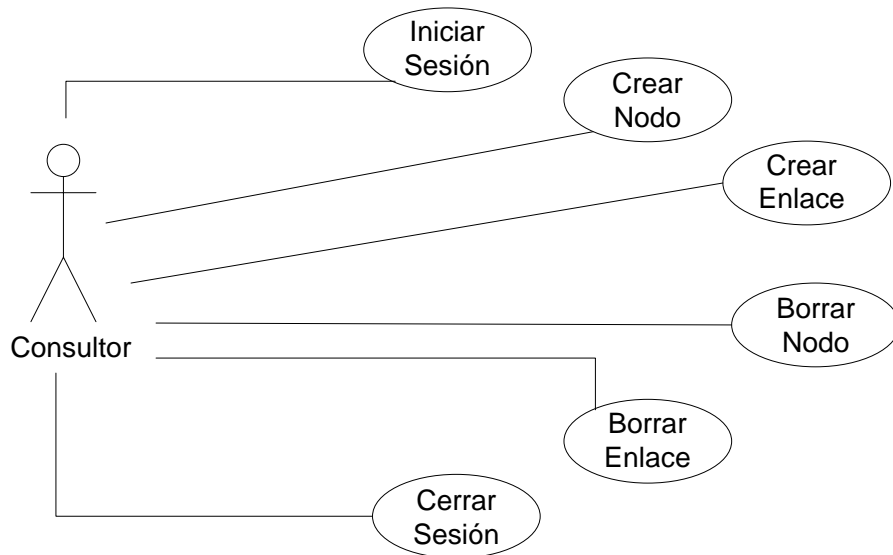 Iniciar
Sesión
Crear
Nodo
Crear
Enlace
Consultor
Borrar
Nodo
Borrar
Enlace
Cerrar
Sesión